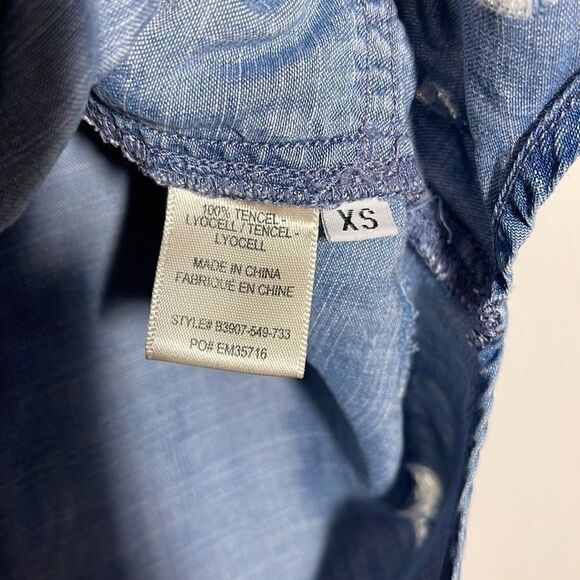 100% TENCEL -
LYOCELL / TENCEL -
LYOCELL
MADE IN CHINA
FABRIQUE EN CHINE
STYLE# B3907-549-733
PO# EM35716
XS